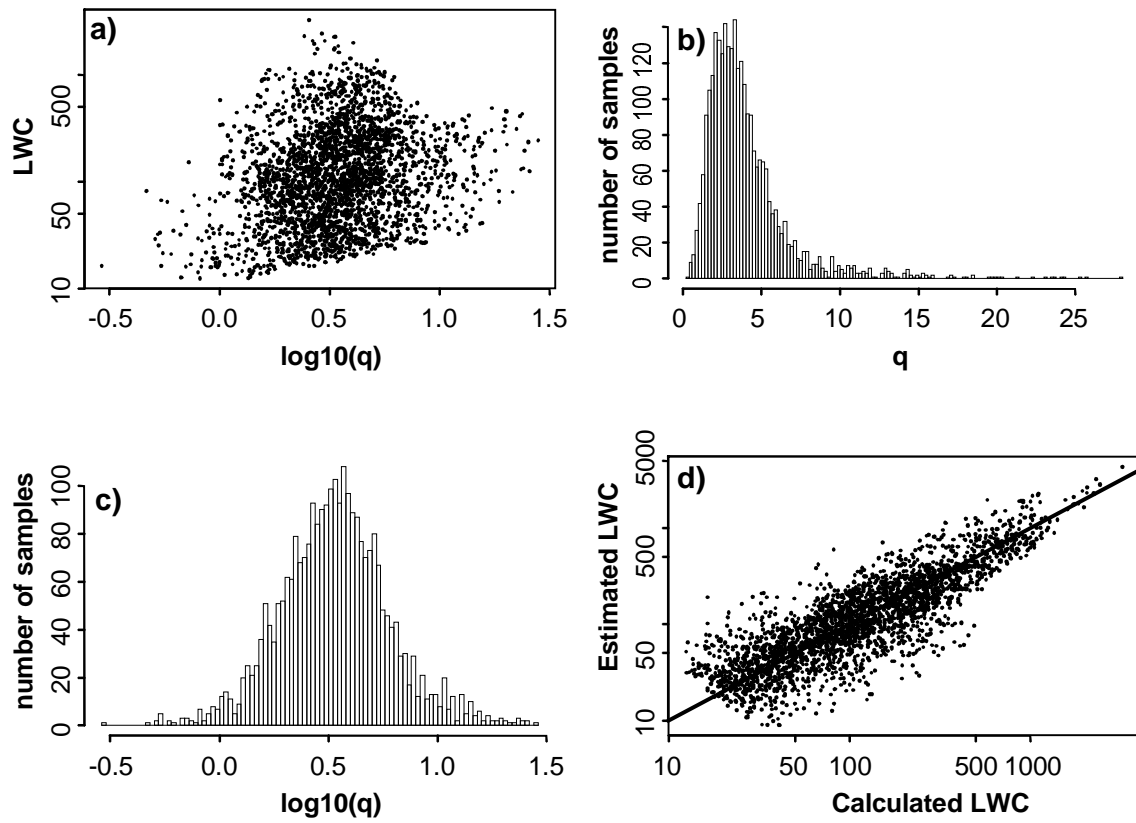 a)
LWC
500
50
10
-0.5 0.0 0.5 1.0 1.5
log10(q)
b)
number of samples
0 20 40 60 80 100 120
0 5 10 15 20 25
q
c)
number of samples
0 20 40 60 80 100
-0.5 0.0 0.5 1.0 1.5
log10(q)
d)
Estimated LWC
5000
500
50
10
10 50 100 500 1000
Calculated LWC